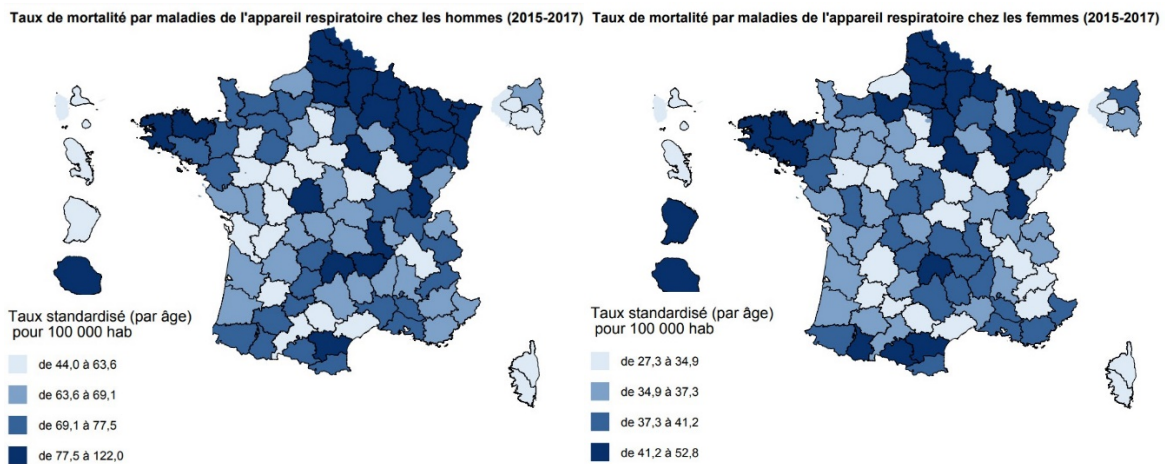 Taux de mortalité par maladies de l'appareil respiratoire chez les hommes (2015-2017)
Taux standardisé (par âge)
pour 100 000 hab
de 44,0 à 63,6
de 63,6 à 69,1
de 69,1 à 77,5
de 77,5 à 122,0
Taux de mortalité par maladies de l'appareil respiratoire chez les femmes (2015-2017)
Taux standardisé (par âge)
pour 100 000 hab
de 27,3 à 34,9
de 34,9 à 37,3
de 37,3 à 41,2
de 41,2 à 52,8